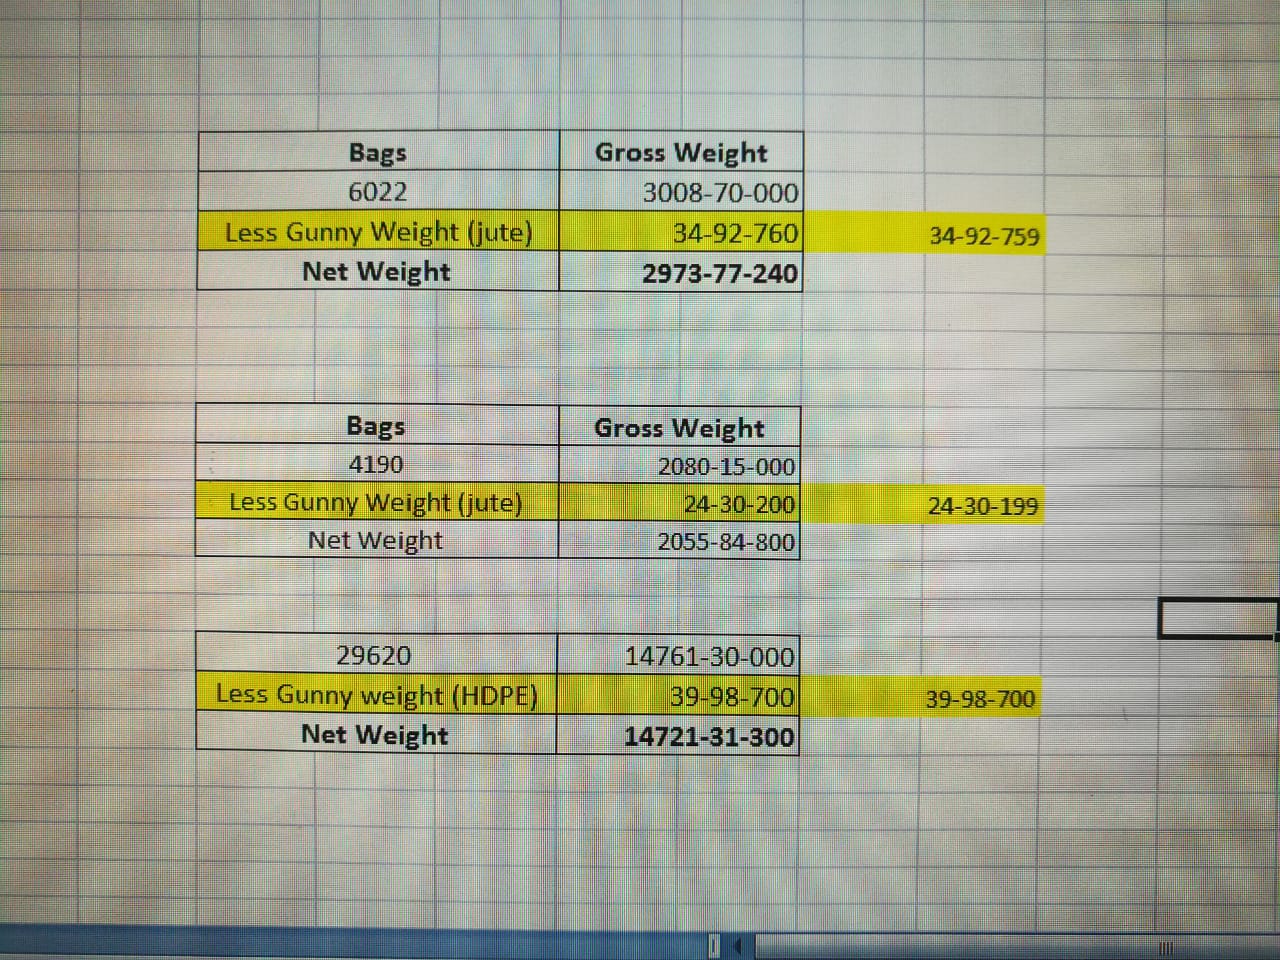 Bags Gross Weight
6022 3008-70-000
Less Gunny Weight (jute) 34-92-760 34-92-759
Net Weight 2973-77-240
Bags Gross Weight
4190 2080-15-000
Less Gunny Weight (jute) 24-30-200 24-30-199
Net Weight 2055-84-800
29620 14761-30-000
Less Gunny weight (HDPE) 39-98-700 39-98-700
Net Weight 14721-31-300